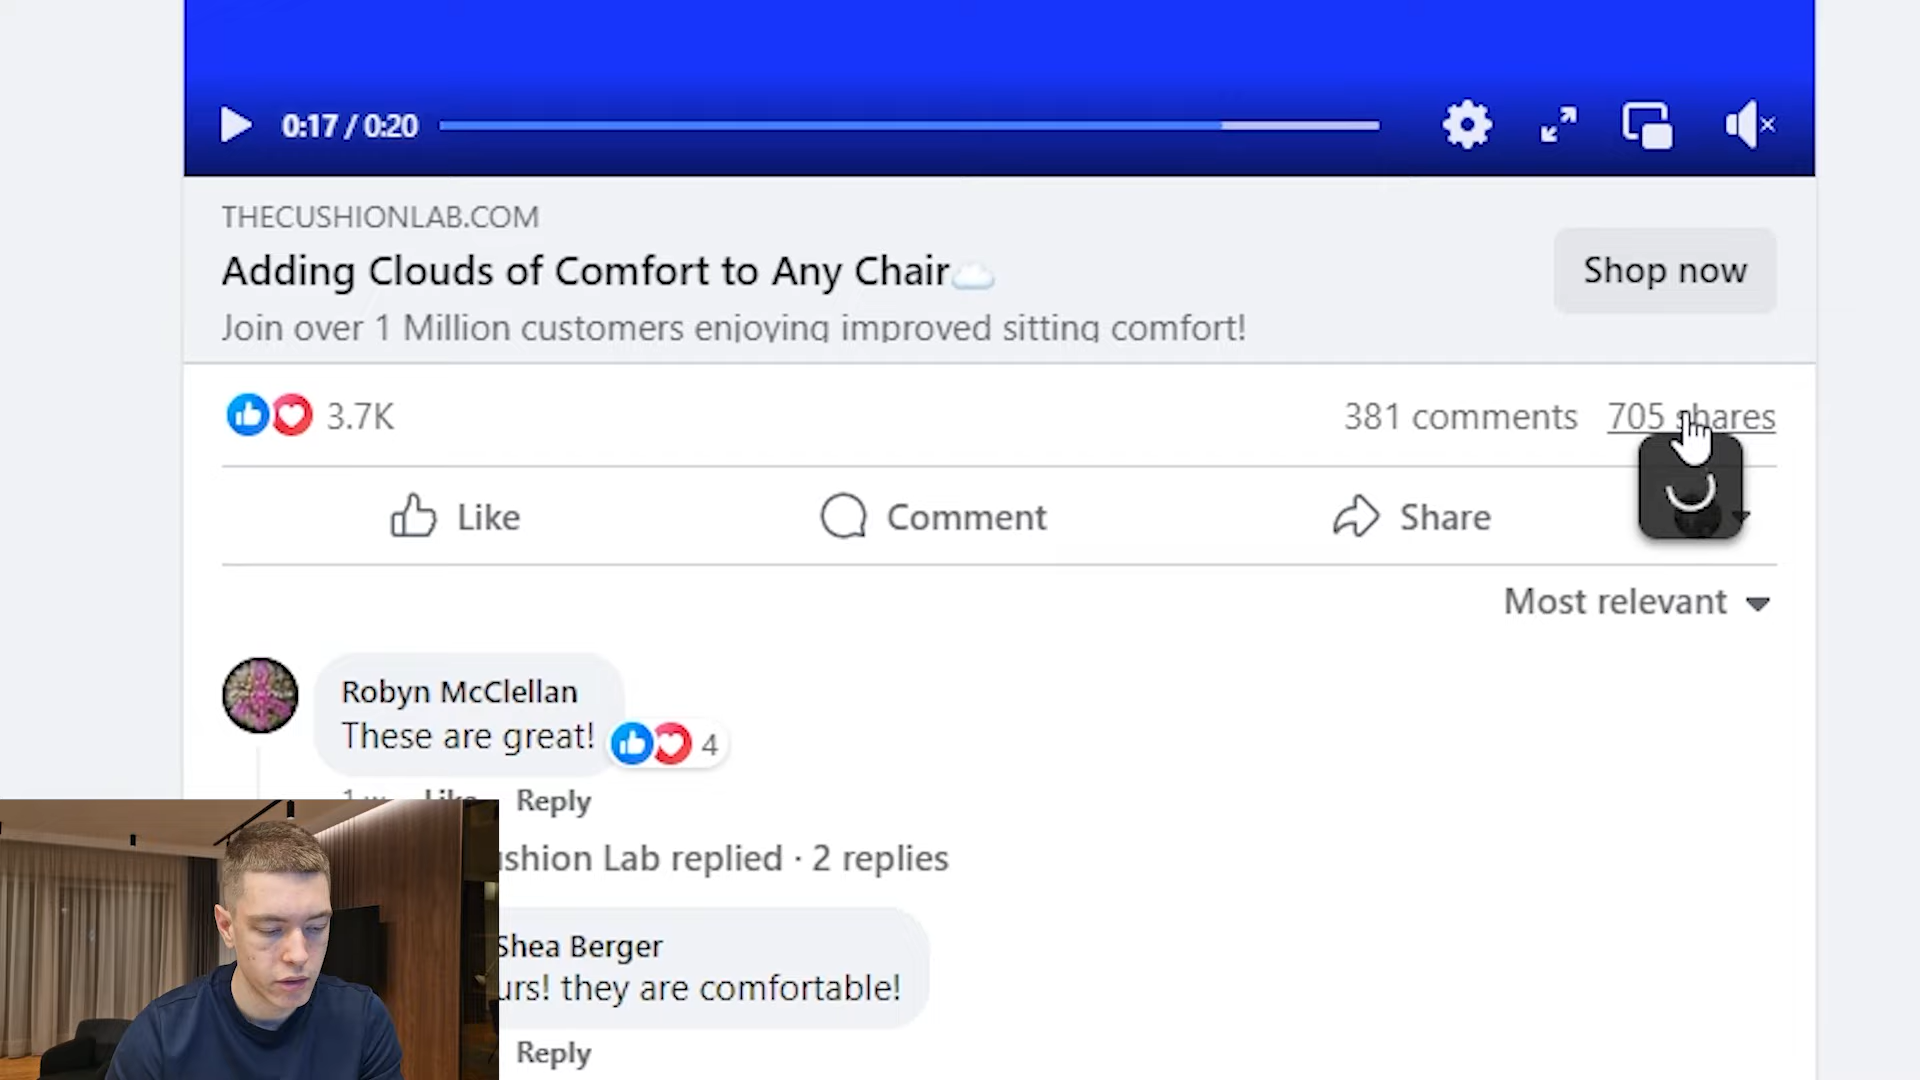 0:17 / 0:20
THECUSHIONLAB.COM
Adding Clouds of Comfort to Any Chair☁️
Shop now
Join over 1 Million customers enjoying improved sitting comfort!
3.7K
381 comments 705 shares
Like
Comment
Share
Most relevant
Robyn McClellan
These are great!
4
Like Reply
shion Lab replied · 2 replies
Shea Berger
urs! they are comfortable!
Reply